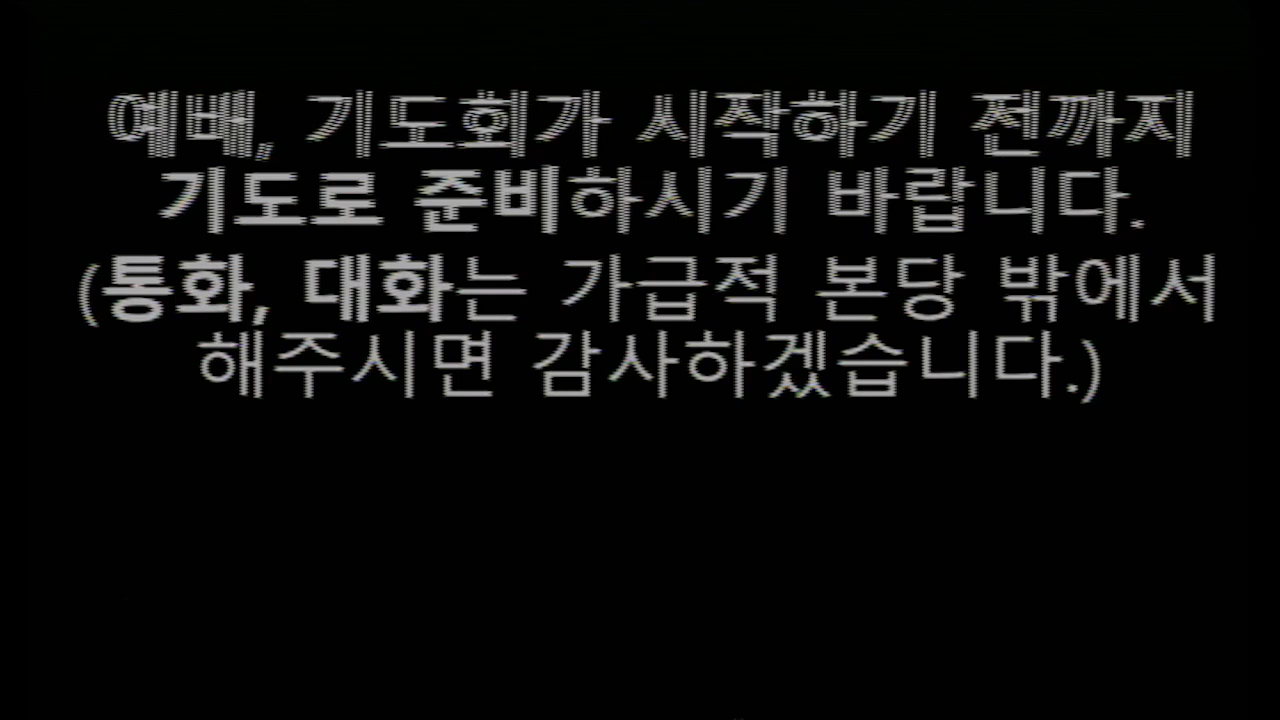 예배, 기도회가 시작하기 전까지
기도로 준비하시기 바랍니다.
(통화, 대화는 가급적 본당 밖에서
해주시면 감사하겠습니다.)